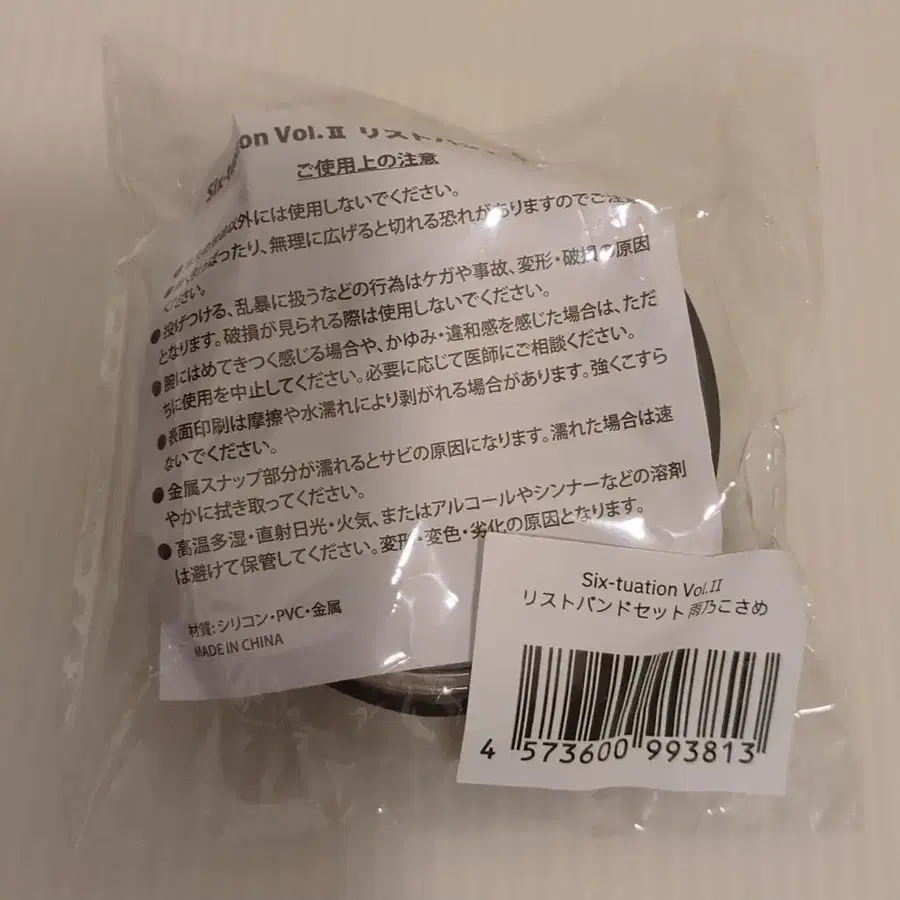 on Vol.Ⅱ
ご使用上の注意
外には使用しないでください。
ぱったり、無理に広げると切れる恐れがありますのでご注意
ください。
●投げつける、乱暴に扱うなどの行為はケガや事故、変形・破損の原因
となります。破損が見られる際は使用しないでください。
●腕にはめてきつく感じる場合や、かゆみ・違和感を感じた場合は、ただ
ちに使用を中止してください。必要に応じて医師にご相談ください。
●表面印刷は摩擦や水濡れにより剥がれる場合があります。強くこすら
ないでください。
●金属スナップ部分が濡れるとサビの原因になります。濡れた場合は速
やかに拭き取ってください。
●高温多湿・直射日光・火気、またはアルコールやシンナーなどの溶剤
は避けて保管してください。変形・変色・劣化の原因となります。
材質: シリコン・PVC・金属
MADE IN CHINA
Six-tuation Vol.II
リストバンドセット 雨乃こさめ
4 573600 993813